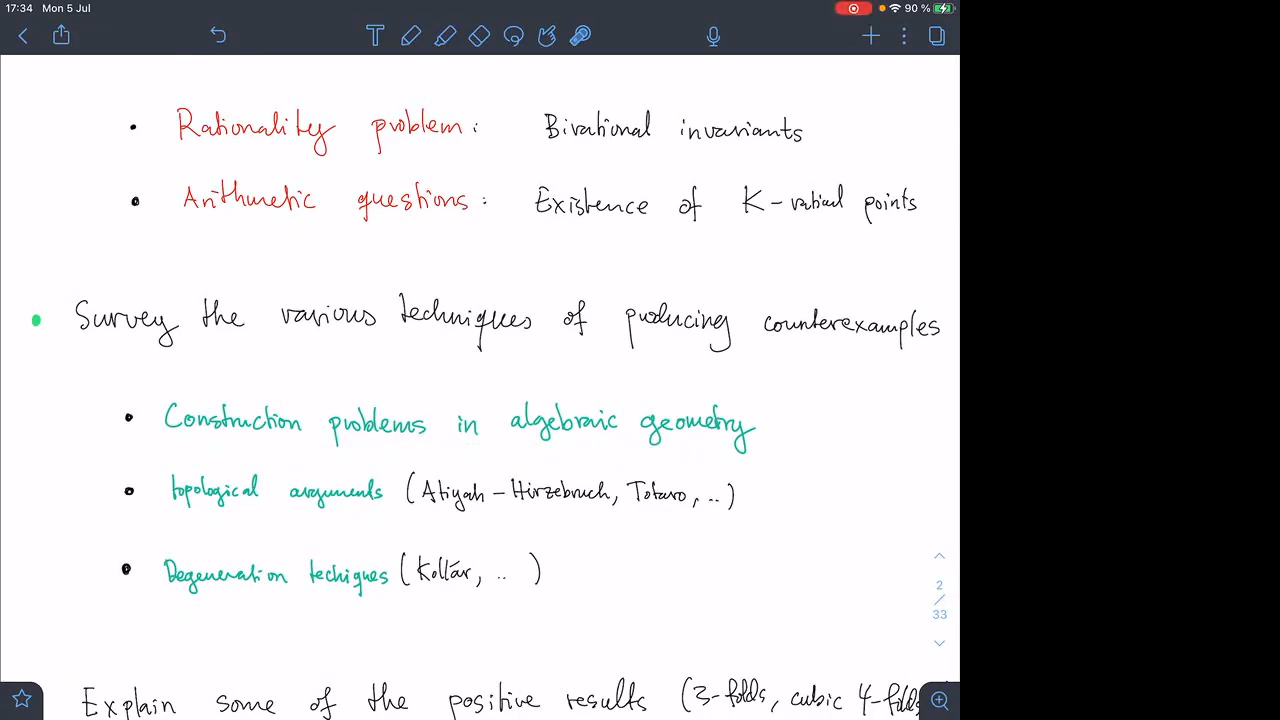 17:34 Mon 5 Jul 90 %
• Rationality problem : Birational invariants
• Arithmetic questions : Existence of K-rational points
• Survey the various techniques of producing counterexamples
• Construction problems in algebraic geometry
• topological arguments (Atiyah - Hirzebruch, Totaro, ..)
• Degeneration techiques (Kollár, .. )
2
/
33
Explain some of the positive results (3-folds, cubic 4-folds